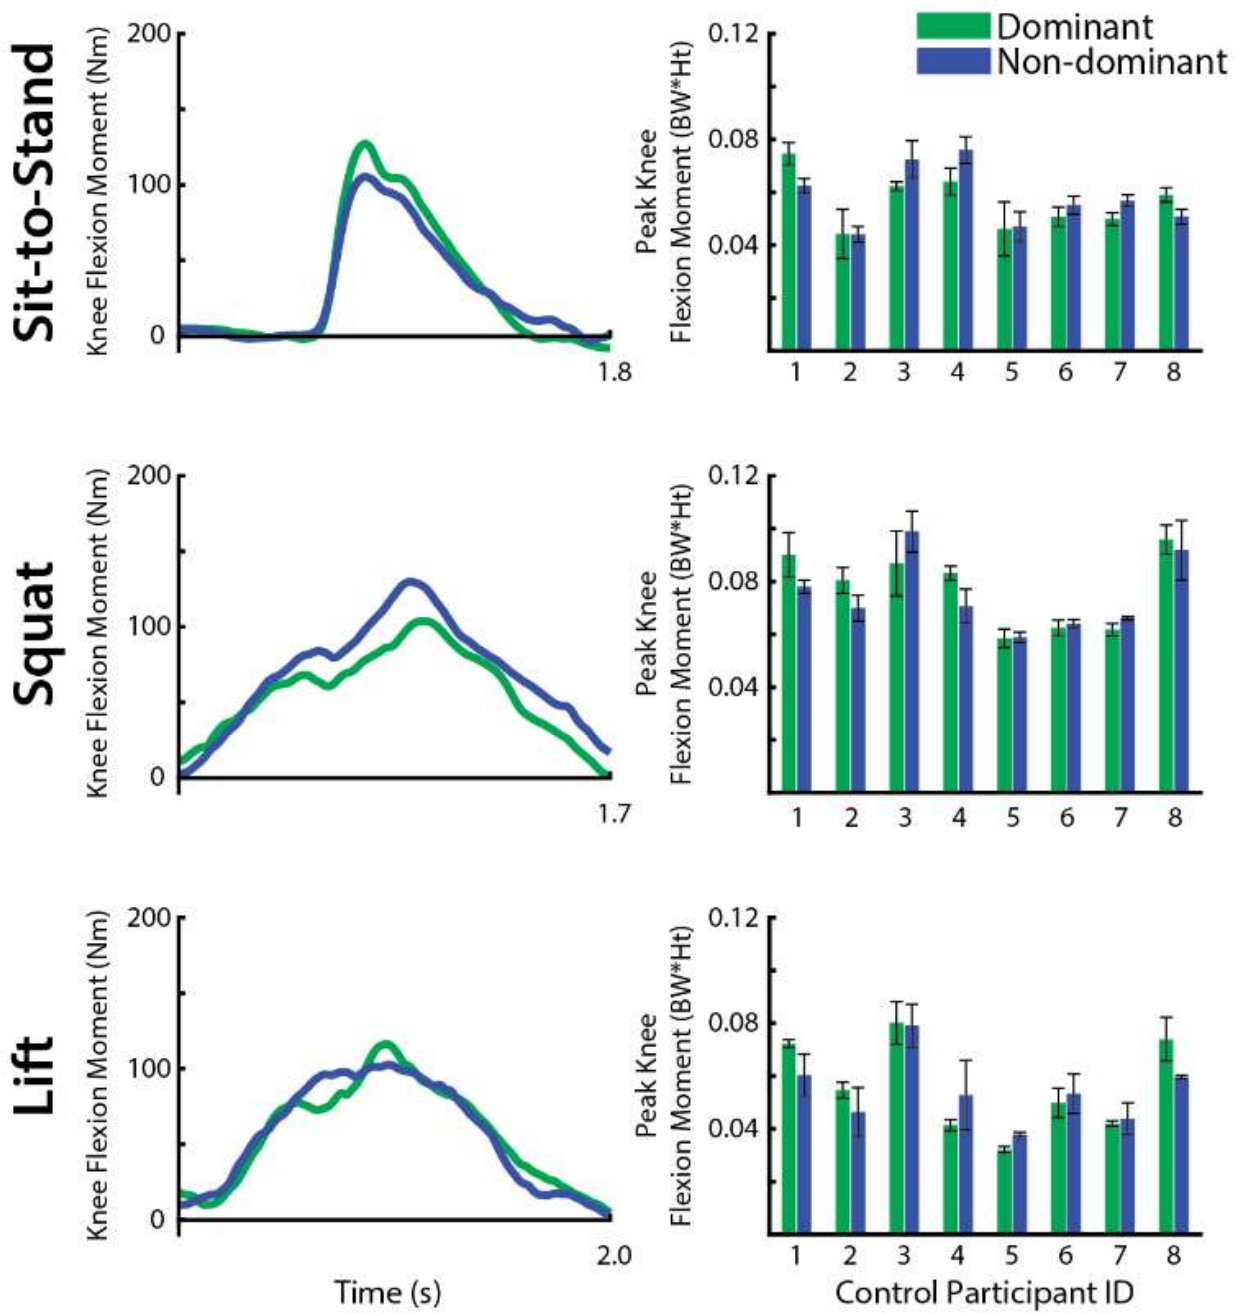 Dominant
Non-dominant
Sit-to-Stand
Knee Flexion Moment (Nm)
200
100
0
1.8
Peak Knee
Flexion Moment (BW*Ht)
0.12
0.08
0.04
1 2 3 4 5 6 7 8
Squat
Knee Flexion Moment (Nm)
200
100
0
1.7
Peak Knee
Flexion Moment (BW*Ht)
0.12
0.08
0.04
1 2 3 4 5 6 7 8
Lift
Knee Flexion Moment (Nm)
200
100
0
2.0
Time (s)
Peak Knee
Flexion Moment (BW*Ht)
0.12
0.08
0.04
1 2 3 4 5 6 7 8
Control Participant ID